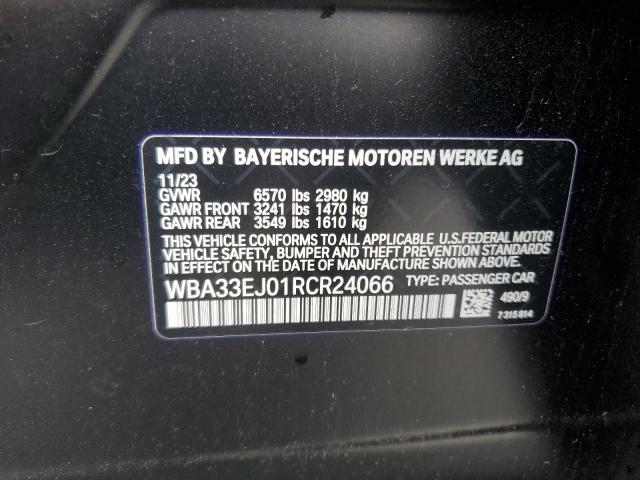 MFD BY BAYERISCHE MOTOREN WERKE AG
11/23
GVWR 6570 lbs 2980 kg
GAWR FRONT 3241 lbs 1470 kg
GAWR REAR 3549 lbs 1610 kg
THIS VEHICLE CONFORMS TO ALL APPLICABLE U.S.FEDERAL MOTOR
VEHICLE SAFETY, BUMPER AND THEFT PREVENTION STANDARDS
IN EFFECT ON THE DATE OF MANUFACTURE SHOWN ABOVE.
WBA33EJ01RCR24066 TYPE: PASSENGER CAR
490/9
7 315 814